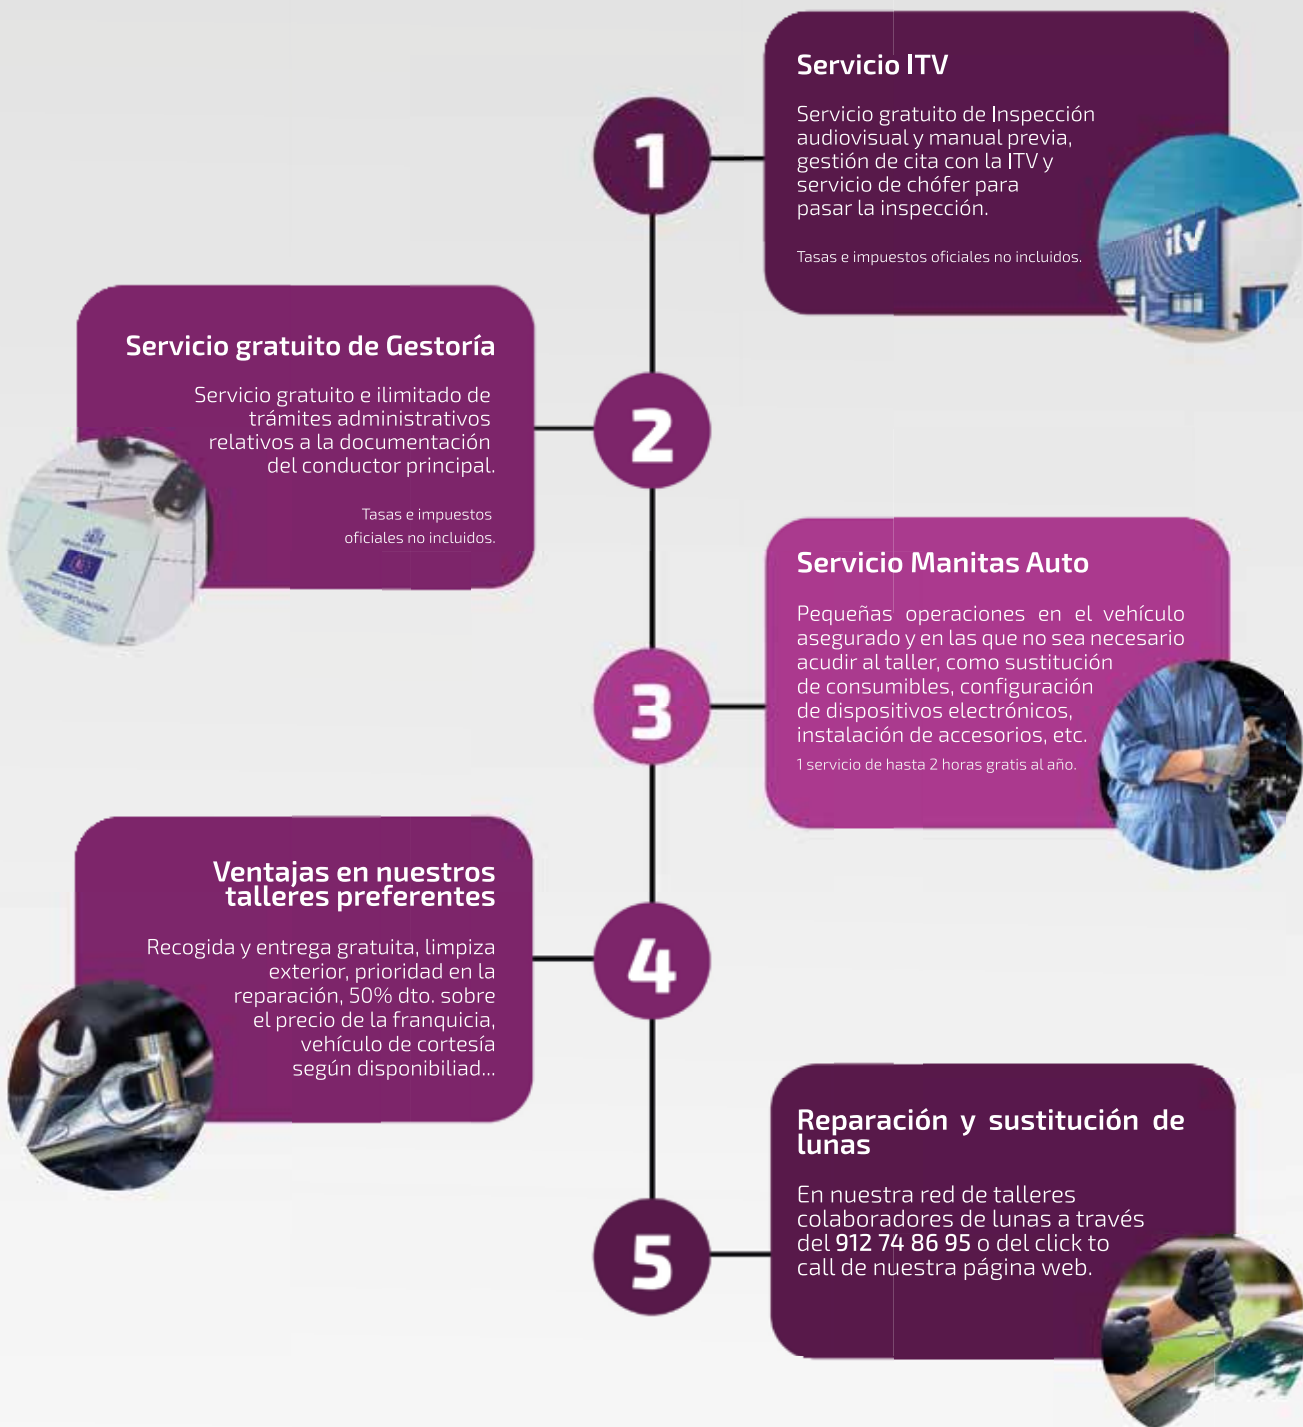 1
Servicio ITV
Servicio gratuito de Inspección
audiovisual y manual previa,
gestión de cita con la ITV y
servicio de chófer para
pasar la inspección.
Tasas e impuestos oficiales no incluidos.
itv
2
Servicio gratuito de Gestoría
Servicio gratuito e ilimitado de
trámites administrativos
relativos a la documentación
del conductor principal.
Tasas e impuestos
oficiales no incluidos.
3
Servicio Manitas Auto
Pequeñas operaciones en el vehículo
asegurado y en las que no sea necesario
acudir al taller, como sustitución
de consumibles, configuración
de dispositivos electrónicos,
instalación de accesorios, etc.
1 servicio de hasta 2 horas gratis al año.
4
Ventajas en nuestros
talleres preferentes
Recogida y entrega gratuita, limpiza
exterior, prioridad en la
reparación, 50% dto. sobre
el precio de la franquicia,
vehículo de cortesía
según disponibiliad...
5
Reparación y sustitución de
lunas
En nuestra red de talleres
colaboradores de lunas a través
del 912 74 86 95 o del click to
call de nuestra página web.